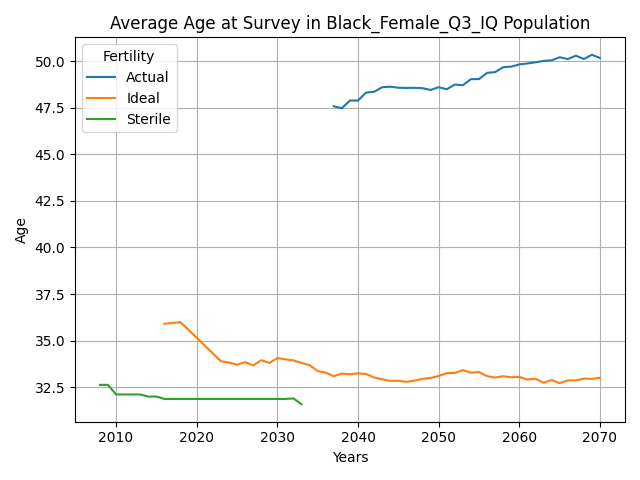 Average Age at Survey in Black_Female_Q3_IQ Population
Fertility
Actual
Ideal
Sterile
50.0
47.5
45.0
42.5
40.0
37.5
35.0
32.5
Age
2010 2020 2030 2040 2050 2060 2070
Years